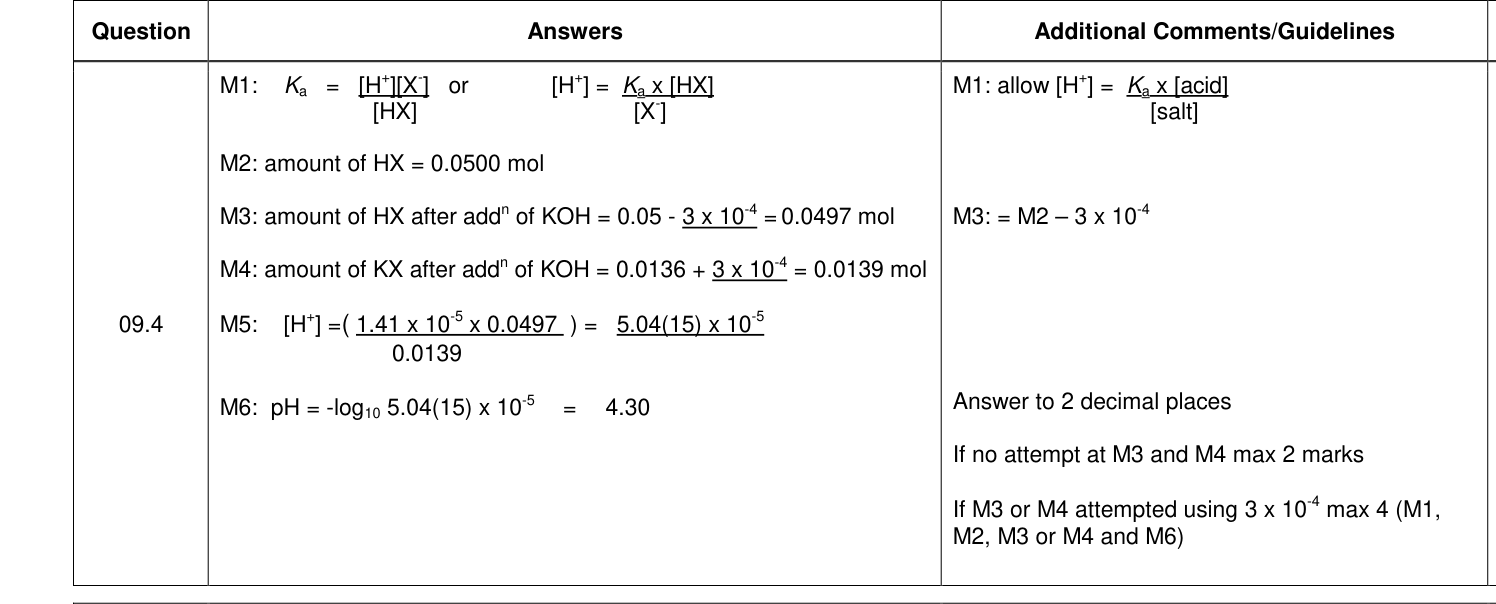 Question Answers Additional Comments/Guidelines
M1: Kₐ = [H⁺][X⁻] or [H⁺] = Kₐ x [HX] M1: allow [H⁺] = Kₐ x [acid]
[HX] [X⁻] [salt]
M2: amount of HX = 0.0500 mol
M3: amount of HX after addⁿ of KOH = 0.05 - 3 x 10⁻⁴ = 0.0497 mol M3: = M2 – 3 x 10⁻⁴
M4: amount of KX after addⁿ of KOH = 0.0136 + 3 x 10⁻⁴ = 0.0139 mol
09.4 M5: [H⁺] =( 1.41 x 10⁻⁵ x 0.0497 ) = 5.04(15) x 10⁻⁵
0.0139
M6: pH = -log₁₀ 5.04(15) x 10⁻⁵ = 4.30 Answer to 2 decimal places
If no attempt at M3 and M4 max 2 marks
If M3 or M4 attempted using 3 x 10⁻⁴ max 4 (M1,
M2, M3 or M4 and M6)